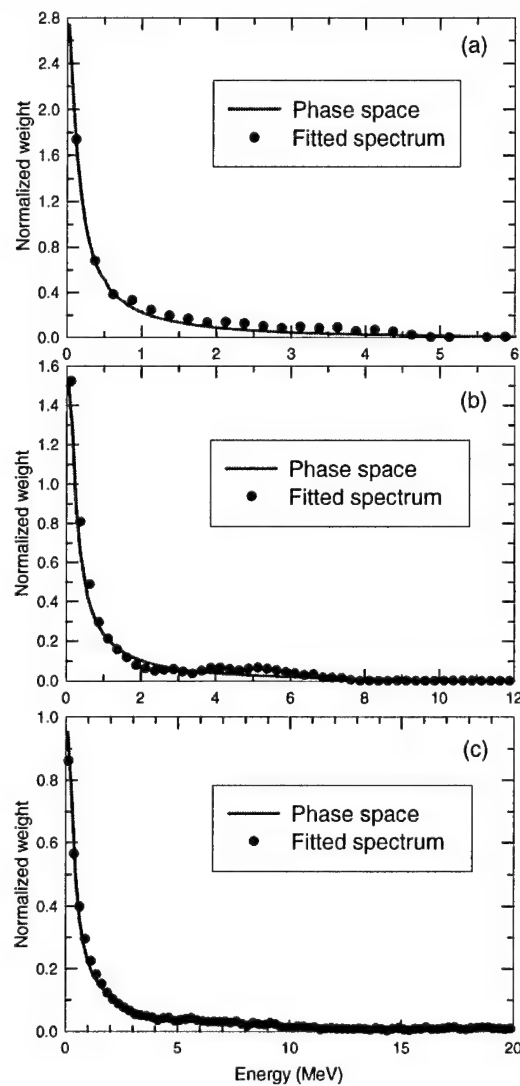 2.8
(a)
2.4
Phase space
Fitted spectrum
2.0
1.6
1.2
0.8
0.4
0.0
Normalized weight
0 1 2 3 4 5 6
1.6
(b)
1.4
Phase space
Fitted spectrum
1.2
1.0
0.8
0.6
0.4
0.2
0.0
Normalized weight
0 2 4 6 8 10 12
1.0
(c)
0.8
Phase space
Fitted spectrum
0.6
0.4
0.2
0.0
Normalized weight
0 5 10 15 20
Energy (MeV)